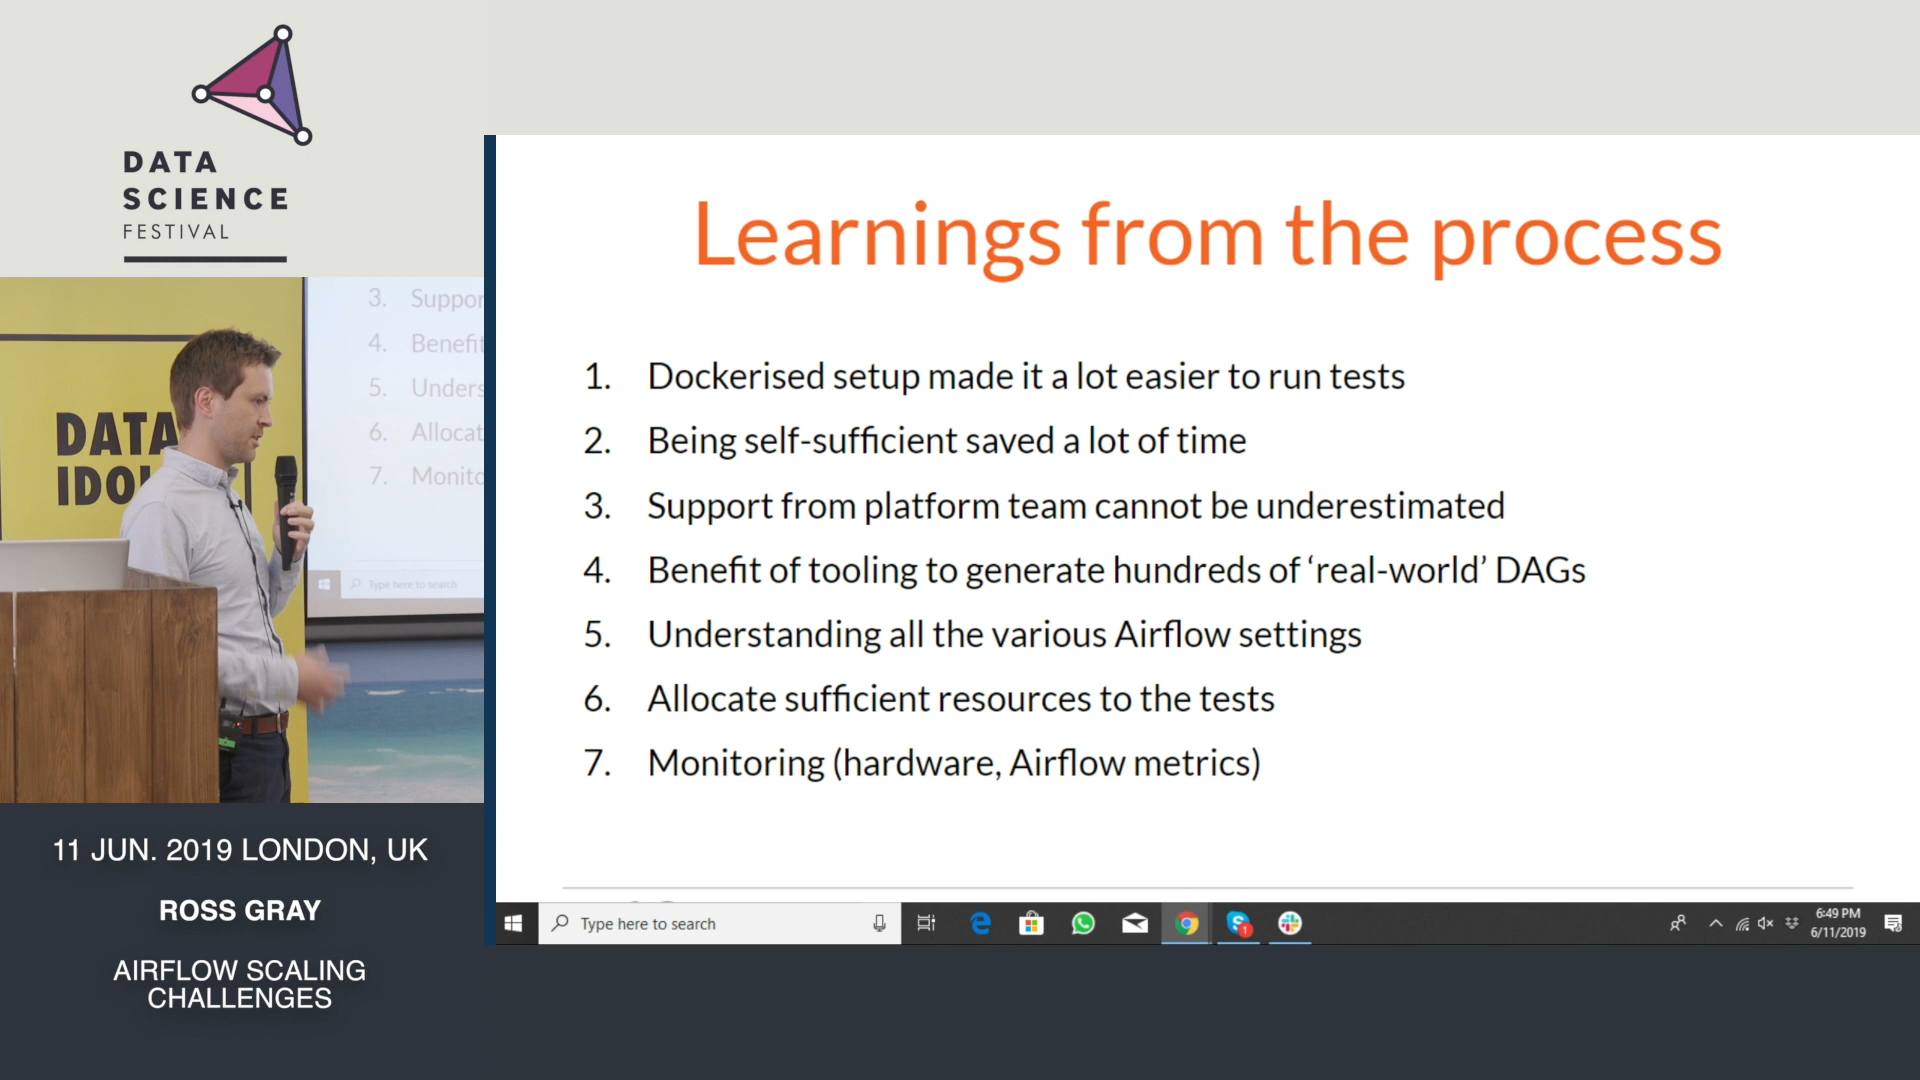 DATA
SCIENCE
FESTIVAL
DATA
IDO
3. Suppor
4. Benefit
5. Unders
6. Allocat
7. Monito
Type here to search
11 JUN. 2019 LONDON, UK
ROSS GRAY
AIRFLOW SCALING
CHALLENGES
Learnings from the process
1. Dockerised setup made it a lot easier to run tests
2. Being self-sufficient saved a lot of time
3. Support from platform team cannot be underestimated
4. Benefit of tooling to generate hundreds of ‘real-world’ DAGs
5. Understanding all the various Airflow settings
6. Allocate sufficient resources to the tests
7. Monitoring (hardware, Airflow metrics)
Type here to search
1
6:49 PM
6/11/2019